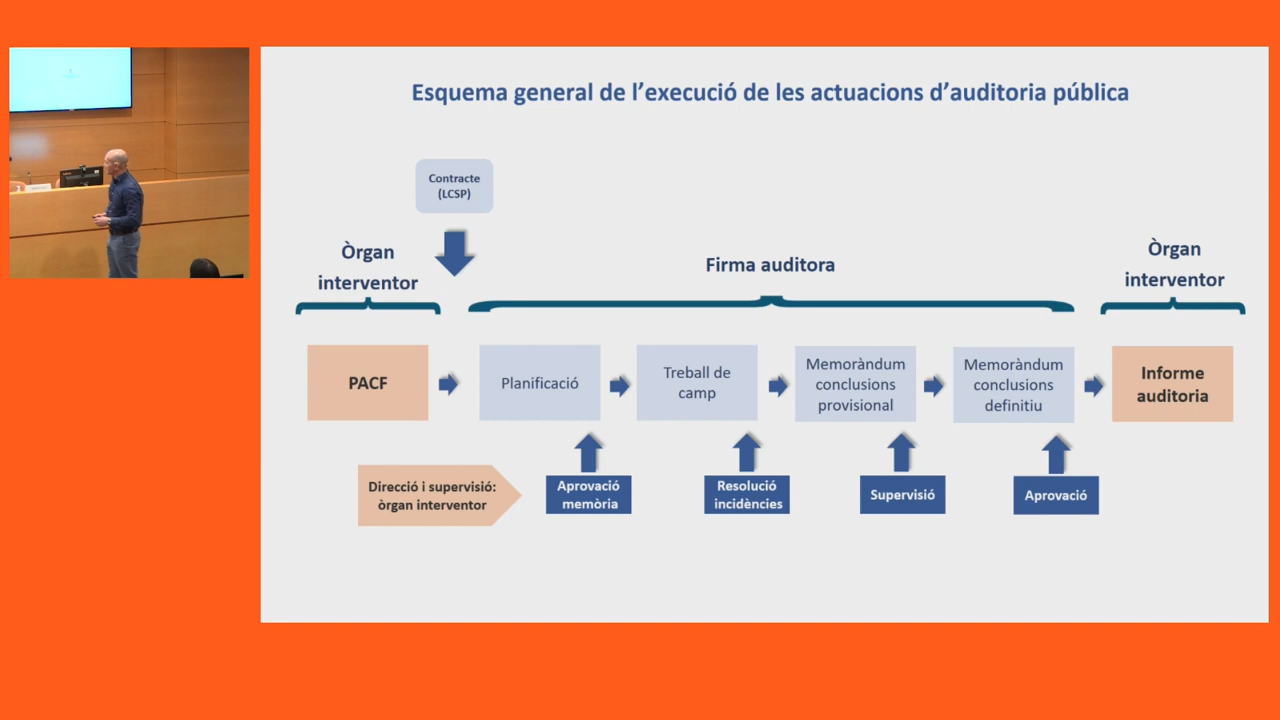 Esquema general de l'execució de les actuacions d'auditoria pública
Contracte
(LCSP)
Òrgan
interventor
Firma auditora
Òrgan
interventor
PACF
Planificació
Treball de
camp
Memoràndum
conclusions
provisional
Memoràndum
conclusions
definitiu
Informe
auditoria
Direcció i supervisió:
òrgan interventor
Aprovació
memòria
Resolució
incidències
Supervisió
Aprovació